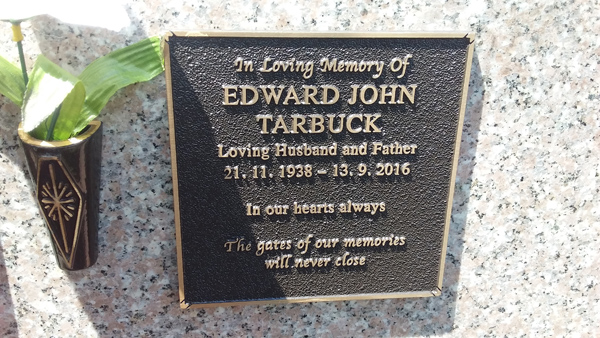 In Loving Memory Of
EDWARD JOHN
TARBUCK
Loving Husband and Father
21. 11. 1938 – 13. 9. 2016
In our hearts always
The gates of our memories
will never close